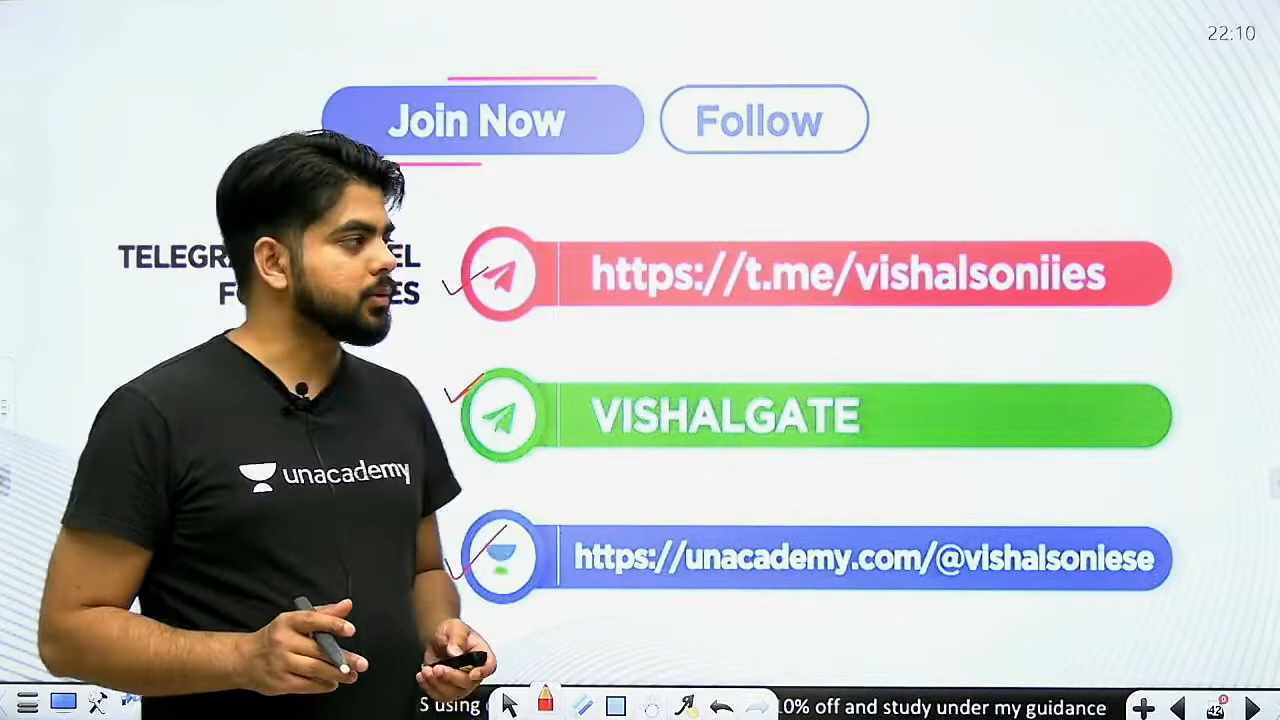 22:10
Join Now
Follow
TELEGR EL
F ES
https://t.me/vishalsoniies
VISHALGATE
unacademy
https://unacademy.com/@vishalsoniese
S using
0% off and study under my guidance
42